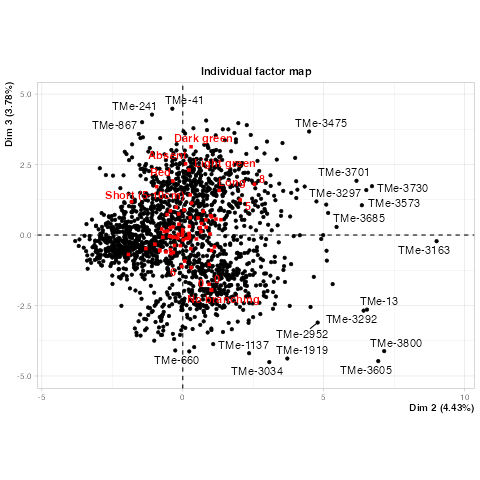 Individual factor map
Dim 3 (3.78%)
5.0
2.5
0.0
-2.5
-5.0
TMe-241
TMe-41
TMe-867
TMe-3475
Dark green
TMe-3701
TMe-3730
TMe-3297
TMe-3573
TMe-3685
TMe-3163
TMe-13
TMe-3292
TMe-2952
TMe-1137
TMe-1919
TMe-3800
TMe-660
TMe-3034
TMe-3605
-5
0
5
10
Dim 2 (4.43%)